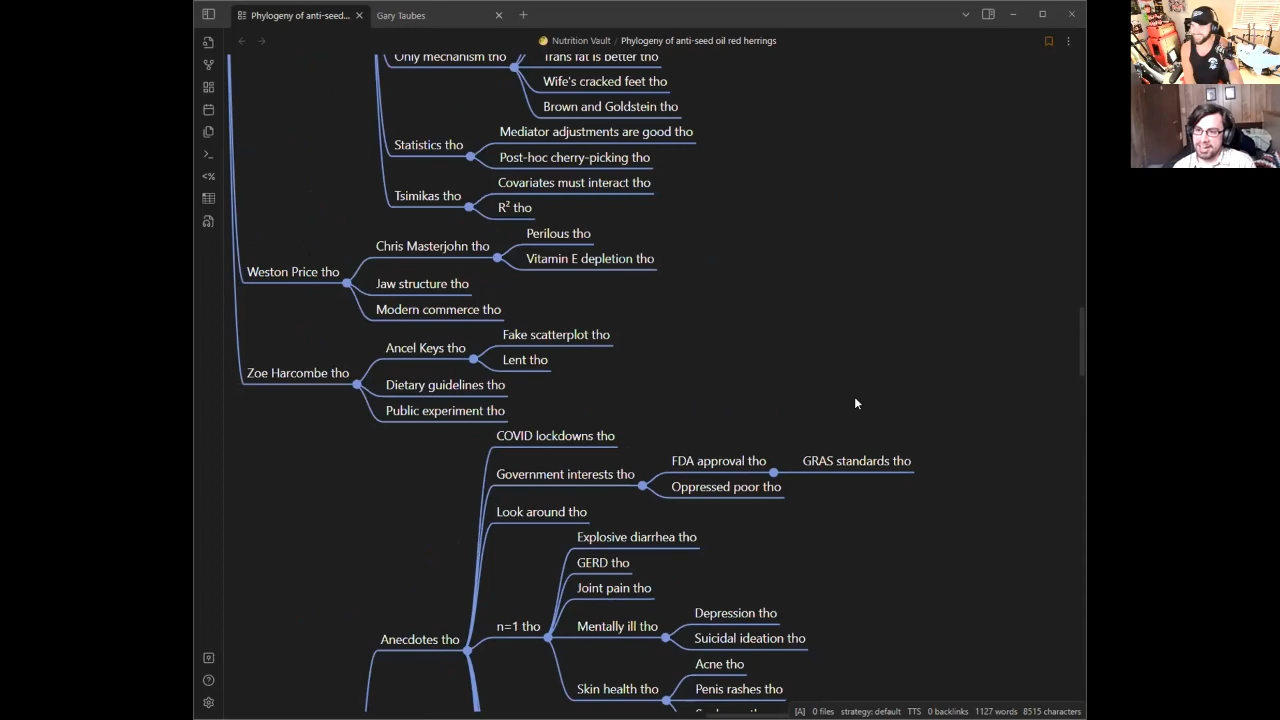 Phylogeny of anti-seed...
Gary Taubes
Nutrition Vault / Phylogeny of anti-seed oil red herrings
Only mechanism tho
Trans fat is better tho
Wife's cracked feet tho
Brown and Goldstein tho
Statistics tho
Mediator adjustments are good tho
Post-hoc cherry-picking tho
Tsimikas tho
Covariates must interact tho
R² tho
Weston Price tho
Chris Masterjohn tho
Perilous tho
Vitamin E depletion tho
Jaw structure tho
Modern commerce tho
Zoe Harcombe tho
Ancel Keys tho
Fake scatterplot tho
Lent tho
Dietary guidelines tho
Public experiment tho
Anecdotes tho
COVID lockdowns tho
Government interests tho
FDA approval tho
GRAS standards tho
Oppressed poor tho
Look around tho
n=1 tho
Explosive diarrhea tho
GERD tho
Joint pain tho
Mentally ill tho
Depression tho
Suicidal ideation tho
Skin health tho
Acne tho
Penis rashes tho
[A] 0 files strategy: default TTS 0 backlinks 1127 words 8515 characters